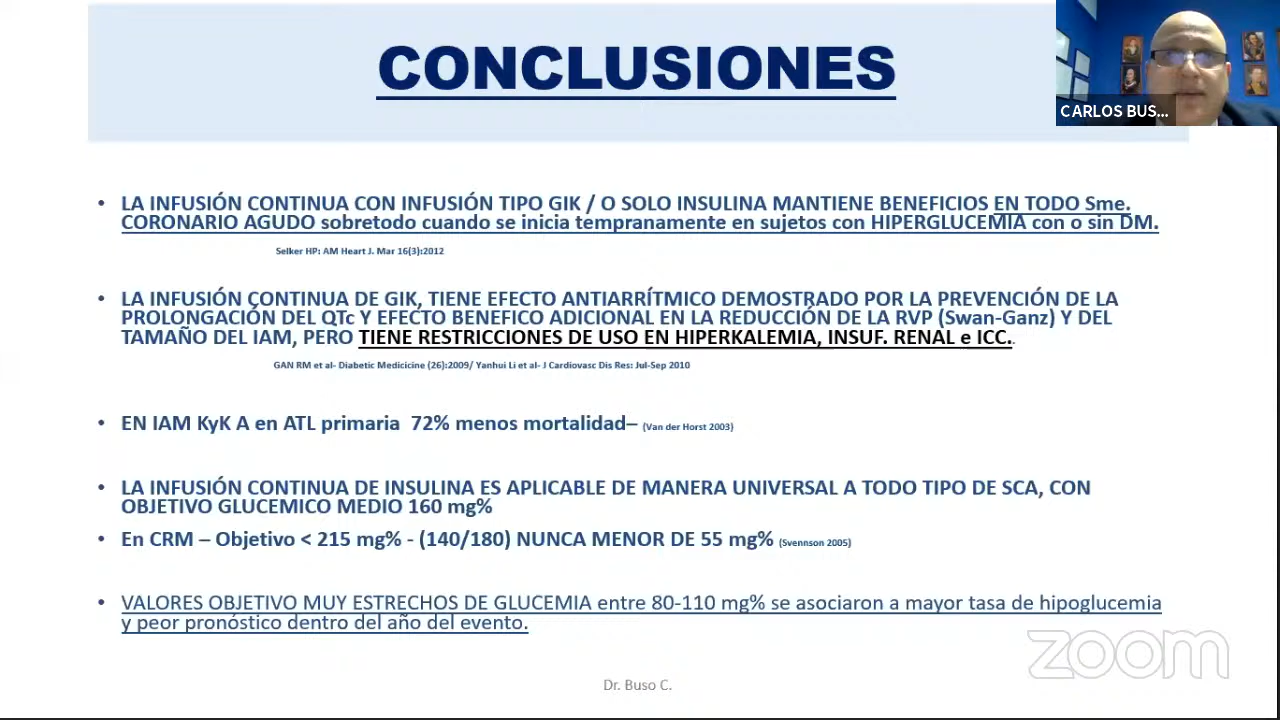 CONCLUSIONES
CARLOS BUS...
• LA INFUSIÓN CONTINUA CON INFUSIÓN TIPO GIK / O SOLO INSULINA MANTIENE BENEFICIOS EN TODO Sme.
CORONARIO AGUDO sobretodo cuando se inicia tempranamente en sujetos con HIPERGLUCEMIA con o sin DM.
Selker HP: AM Heart J. Mar 16(3):2012
• LA INFUSIÓN CONTINUA DE GIK, TIENE EFECTO ANTIARRÍTMICO DEMOSTRADO POR LA PREVENCIÓN DE LA
PROLONGACIÓN DEL QTc Y EFECTO BENEFICO ADICIONAL EN LA REDUCCIÓN DE LA RVP (Swan-Ganz) Y DEL
TAMAÑO DEL IAM, PERO TIENE RESTRICCIONES DE USO EN HIPERKALEMIA, INSUF. RENAL e ICC.
GAN RM et al- Diabetic Medicicine (26):2009/ Yanhui Li et al- J Cardiovasc Dis Res: Jul-Sep 2010
• EN IAM KyK A en ATL primaria 72% menos mortalidad– (Van der Horst 2003)
• LA INFUSIÓN CONTINUA DE INSULINA ES APLICABLE DE MANERA UNIVERSAL A TODO TIPO DE SCA, CON
OBJETIVO GLUCEMICO MEDIO 160 mg%
• En CRM – Objetivo < 215 mg% - (140/180) NUNCA MENOR DE 55 mg% (Svennson 2005)
• VALORES OBJETIVO MUY ESTRECHOS DE GLUCEMIA entre 80-110 mg% se asociaron a mayor tasa de hipoglucemia
y peor pronóstico dentro del año del evento.
zoom
Dr. Buso C.